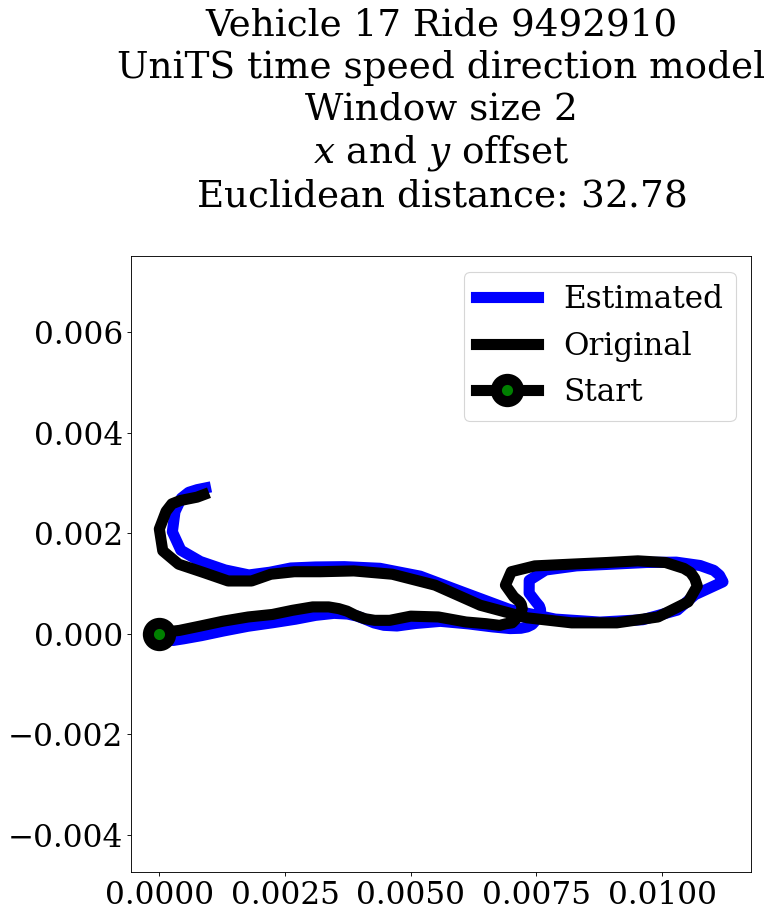 Vehicle 17 Ride 9492910
UniTS time speed direction model
Window size 2
x and y offset
Euclidean distance: 32.78
Estimated
Original
Start
0.006
0.004
0.002
0.000
−0.002
−0.004
0.0000 0.0025 0.0050 0.0075 0.0100